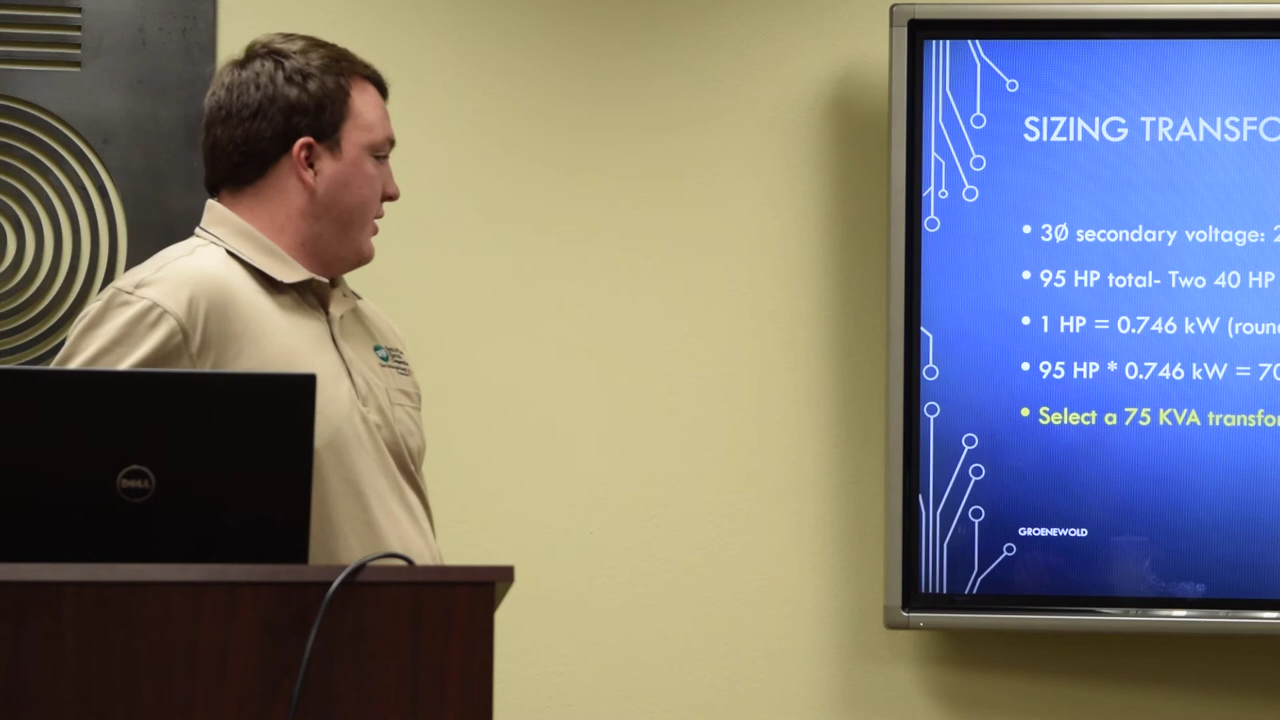 SIZING TRANSFO
• 3Ø secondary voltage: 2
• 95 HP total- Two 40 HP
• 1 HP = 0.746 kW (roun
• 95 HP * 0.746 kW = 70
• Select a 75 KVA transfor
GROENEWOLD
DELL